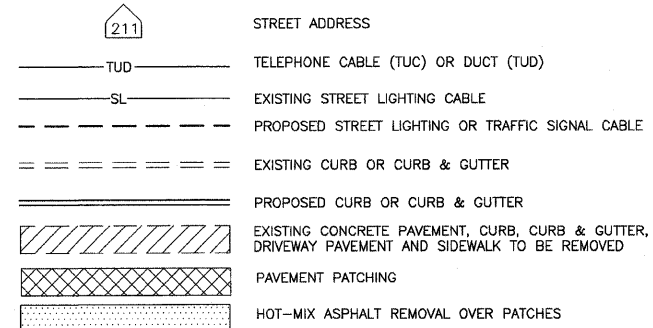 211 STREET ADDRESS
TUD TELEPHONE CABLE (TUC) OR DUCT (TUD)
SL EXISTING STREET LIGHTING CABLE
PROPOSED STREET LIGHTING OR TRAFFIC SIGNAL CABLE
EXISTING CURB OR CURB & GUTTER
PROPOSED CURB OR CURB & GUTTER
EXISTING CONCRETE PAVEMENT, CURB, CURB & GUTTER,
DRIVEWAY PAVEMENT AND SIDEWALK TO BE REMOVED
PAVEMENT PATCHING
HOT-MIX ASPHALT REMOVAL OVER PATCHES